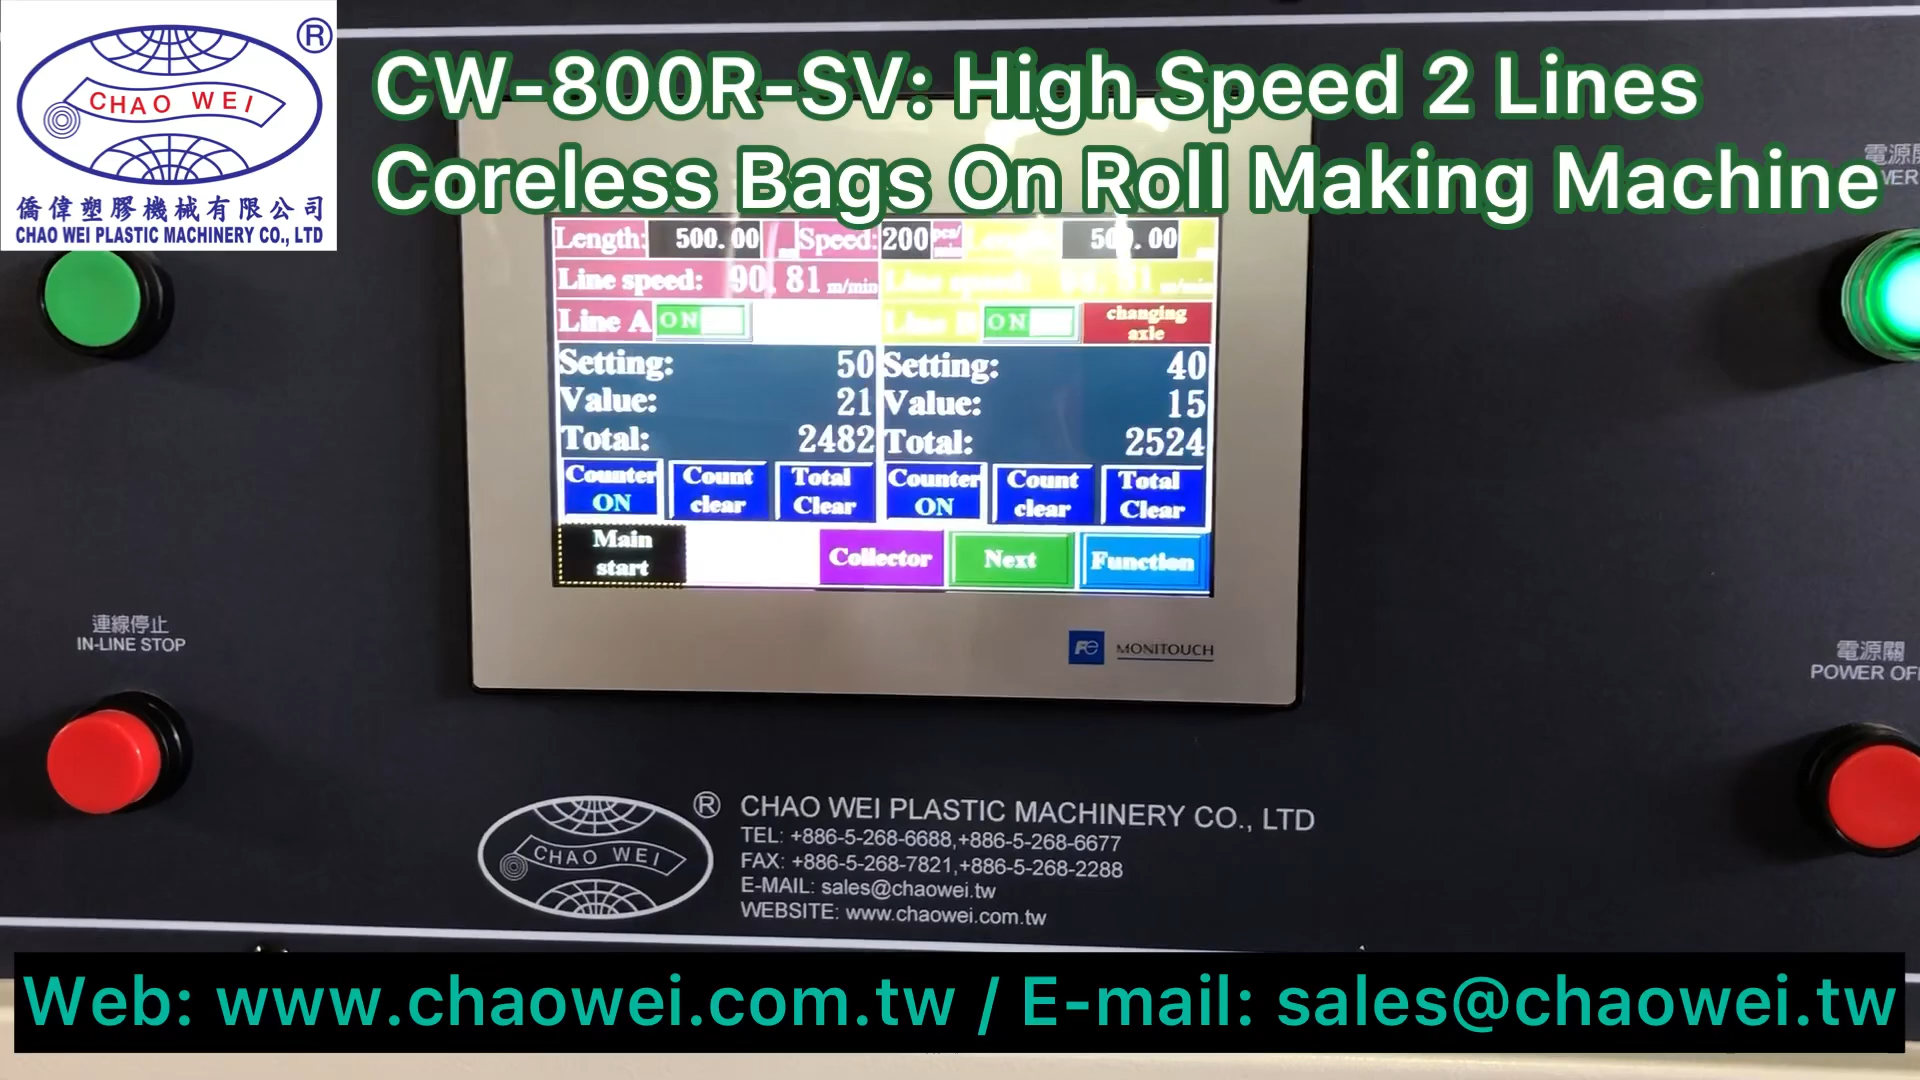 CHAO WEI
®
僑偉塑膠機械有限公司
CHAO WEI PLASTIC MACHINERY CO., LTD
CW-800R-SV: High Speed 2 Lines
Coreless Bags On Roll Making Machine
Length: 500.00 Speed: 200 pcs/min
Line speed: 90.81 m/min
Line A ON ON changing axle
Setting: 50 Setting: 40
Value: 21 Value: 15
Total: 2482 Total: 2524
Counter ON Count clear Total Clear Counter ON Count clear Total Clear
Main start Collector Next Function
連線停止
IN-LINE STOP
電源關
POWER OF
Fe MONITOUCH
CHAO WEI
®
CHAO WEI PLASTIC MACHINERY CO., LTD
TEL: +886-5-268-6688,+886-5-268-6677
FAX: +886-5-268-7821,+886-5-268-2288
E-MAIL: sales@chaowei.tw
WEBSITE: www.chaowei.com.tw
Web: www.chaowei.com.tw / E-mail: sales@chaowei.tw